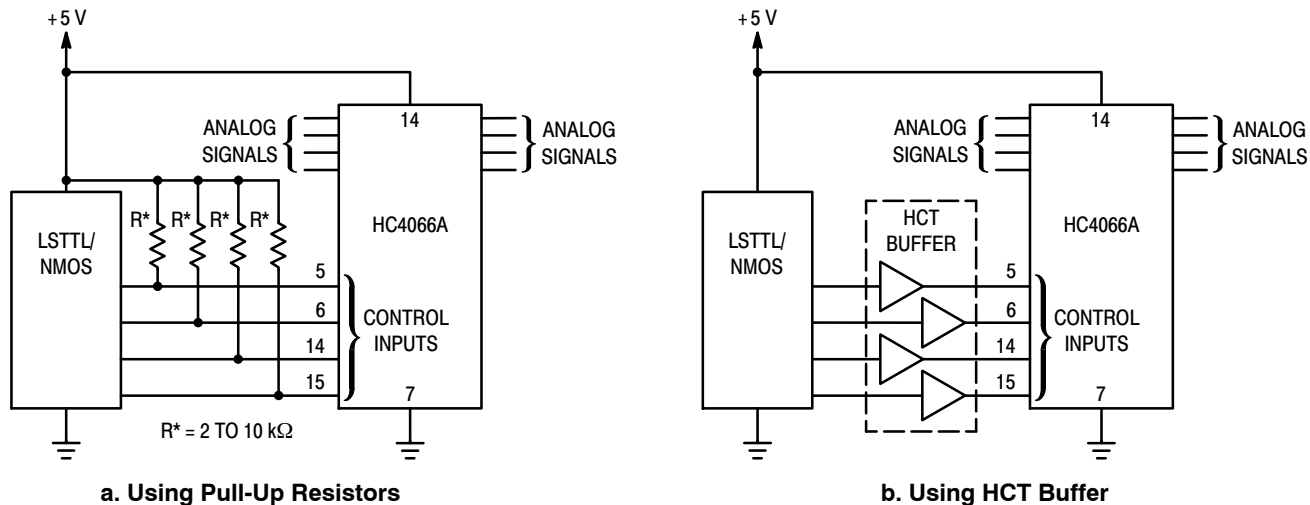 +5 V
14
ANALOG
SIGNALS
ANALOG
SIGNALS
R* R* R* R*
LSTTL/
NMOS
HC4066A
5
6
14
15
CONTROL
INPUTS
7
R* = 2 TO 10 kΩ
a. Using Pull-Up Resistors
+5 V
14
ANALOG
SIGNALS
ANALOG
SIGNALS
LSTTL/
NMOS
HCT
BUFFER
HC4066A
5
6
14
15
CONTROL
INPUTS
7
b. Using HCT Buffer